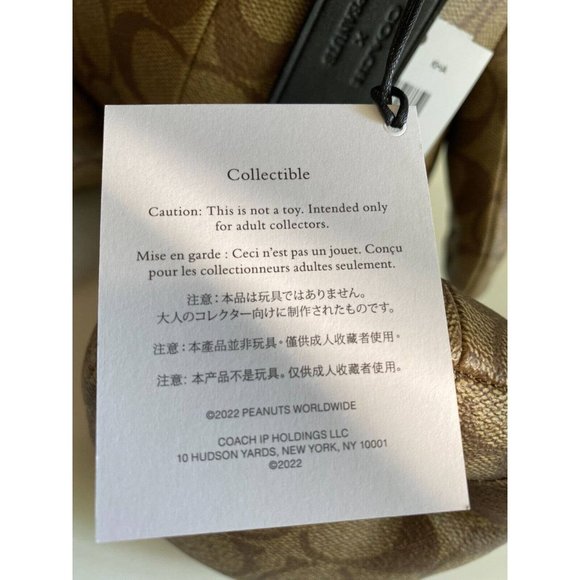 COACH
X
PEANUTS
Collectible
Caution: This is not a toy. Intended only
for adult collectors.
Mise en garde : Ceci n'est pas un jouet. Conçu
pour les collectionneurs adultes seulement.
注意：本品は玩具ではありません。
大人のコレクター向けに制作されたものです。
注意：本產品並非玩具。僅供成人收藏者使用。
注意：本产品不是玩具。仅供成人收藏者使用。
©2022 PEANUTS WORLDWIDE
COACH IP HOLDINGS LLC
10 HUDSON YARDS, NEW YORK, NY 10001
©2022